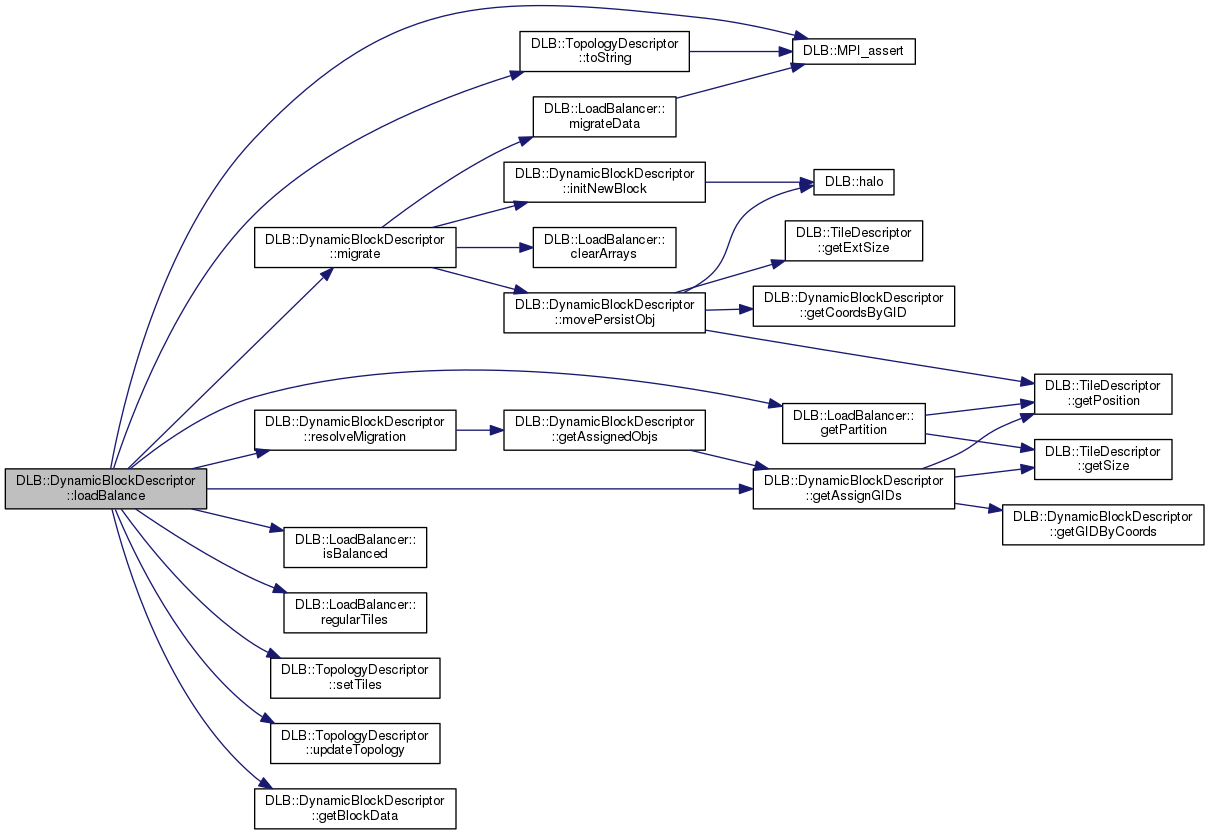 DLB::MPI_assert
DLB::TopologyDescriptor
::toString
DLB::LoadBalancer::
migrateData
DLB::DynamicBlockDescriptor
::initNewBlock
DLB::halo
DLB::TileDescriptor
::getExtSize
DLB::DynamicBlockDescriptor
::migrate
DLB::LoadBalancer::
clearArrays
DLB::DynamicBlockDescriptor
::movePersistObj
DLB::DynamicBlockDescriptor
::getCoordsByGID
DLB::TileDescriptor
::getPosition
DLB::LoadBalancer::
getPartition
DLB::DynamicBlockDescriptor
::resolveMigration
DLB::DynamicBlockDescriptor
::getAssignedObjs
DLB::TileDescriptor
::getSize
DLB::DynamicBlockDescriptor
::loadBalance
DLB::DynamicBlockDescriptor
::getAssignGIDs
DLB::DynamicBlockDescriptor
::getGIDByCoords
DLB::LoadBalancer::
isBalanced
DLB::LoadBalancer::
regularTiles
DLB::TopologyDescriptor
::setTiles
DLB::TopologyDescriptor
::updateTopology
DLB::DynamicBlockDescriptor
::getBlockData